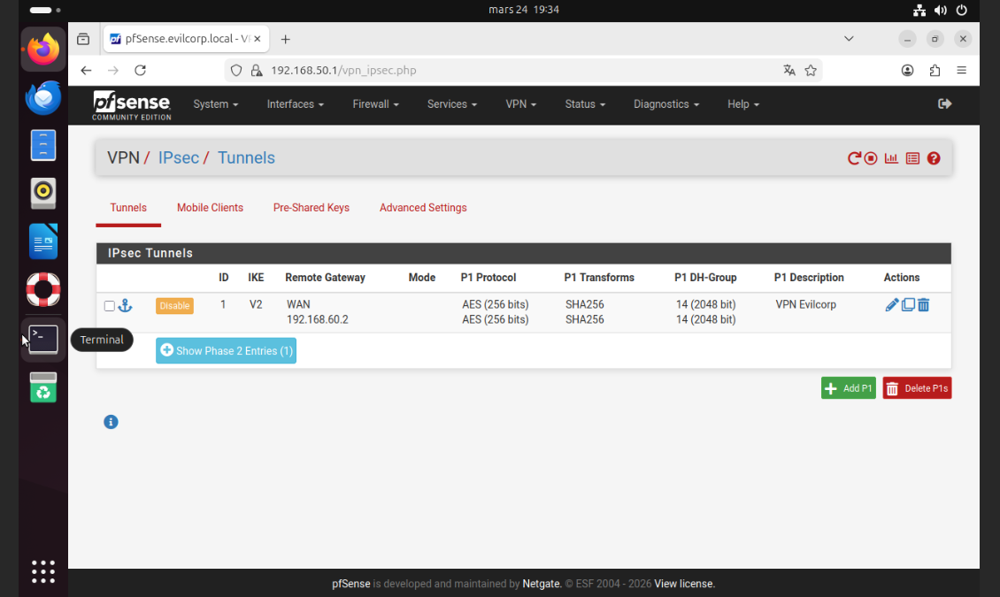 mars 24 19:34
pfSense.evilcorp.local - V
192.168.50.1/vpn_ipsec.php
pfsense
COMMUNITY EDITION
System
Interfaces
Firewall
Services
VPN
Status
Diagnostics
Help
VPN / IPsec / Tunnels
Tunnels
Mobile Clients
Pre-Shared Keys
Advanced Settings
IPsec Tunnels
ID IKE Remote Gateway Mode P1 Protocol P1 Transforms P1 DH-Group P1 Description Actions
Disable 1 V2 WAN AES (256 bits) SHA256 14 (2048 bit) VPN Evilcorp
192.168.60.2 AES (256 bits) SHA256 14 (2048 bit)
Terminal
Show Phase 2 Entries (1)
Add P1
Delete P1s
pfSense is developed and maintained by Netgate. © ESF 2004 - 2026 View license.